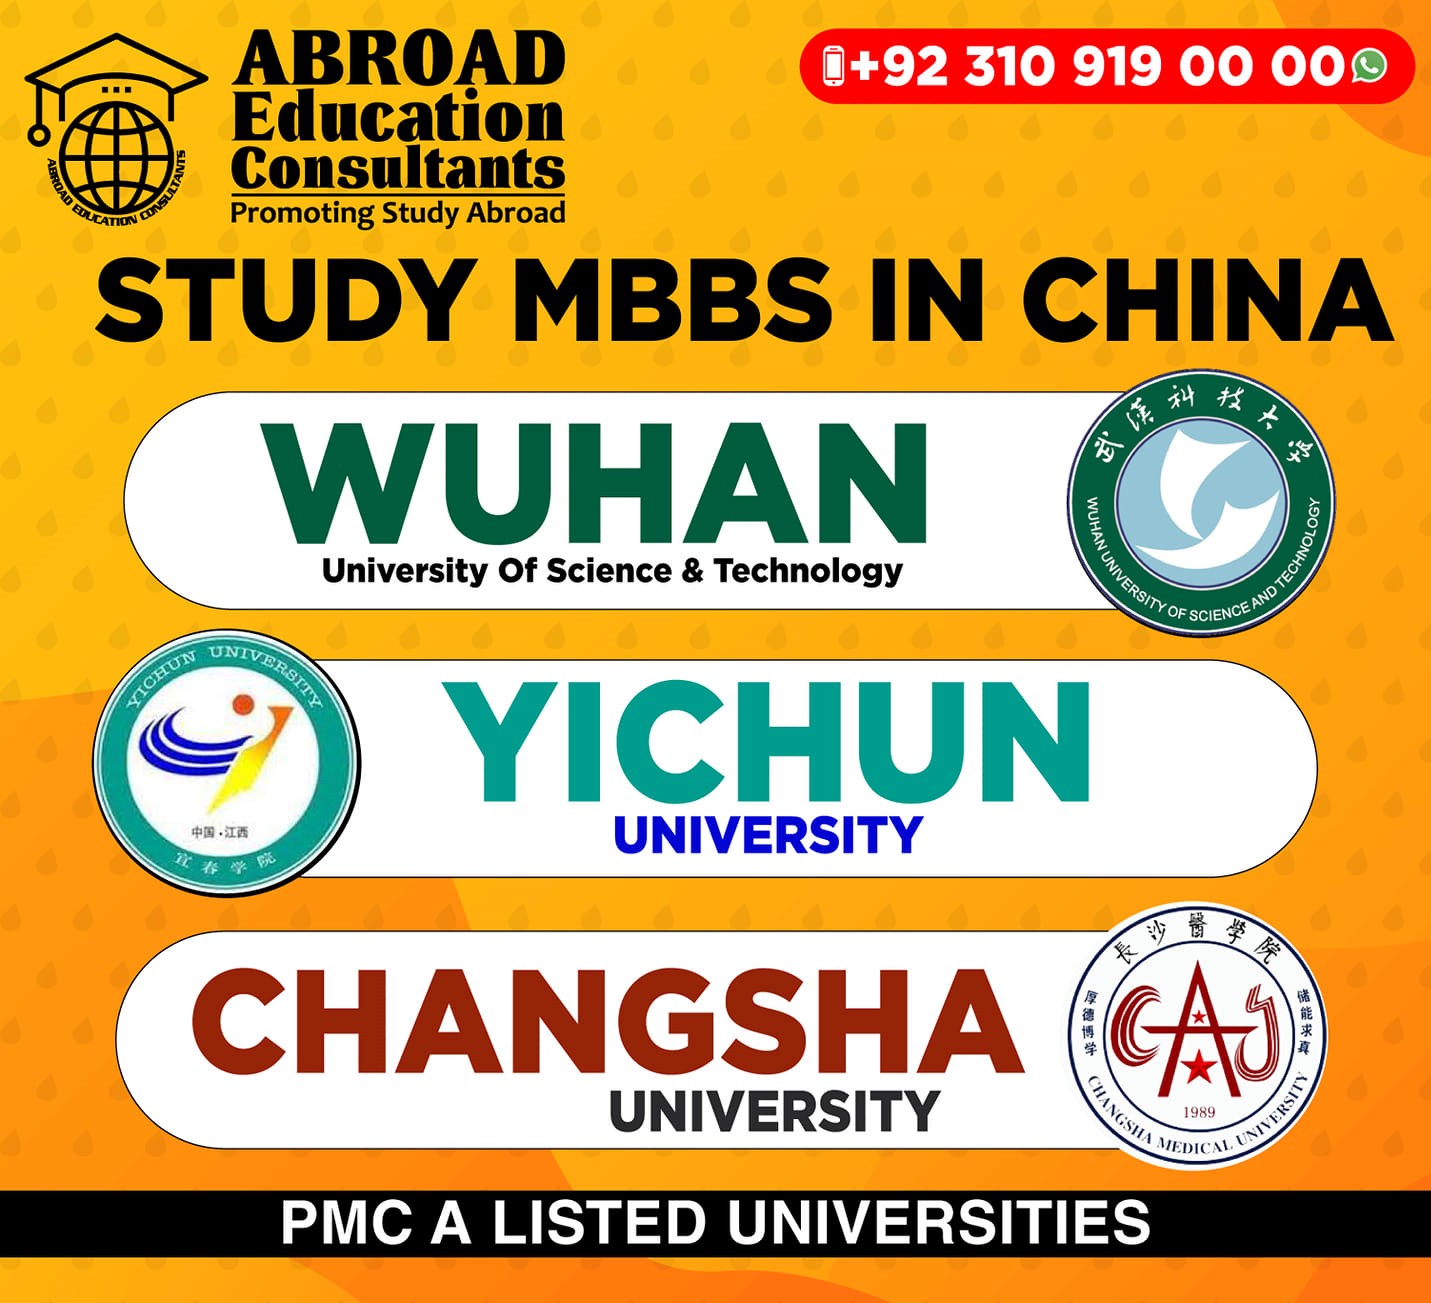 ABROAD
Education
Consultants
Promoting Study Abroad
ABROAD EDUCATION CONSULTANTS
+92 310 919 00 00
STUDY MBBS IN CHINA
WUHAN
University Of Science & Technology
武漢科技大学
WUHAN UNIVERSITY OF SCIENCE AND TECHNOLOGY
YICHUN UNIVERSITY
中国·江西
宜春学院
YICHUN
UNIVERSITY
CHANGSHA
UNIVERSITY
長沙醫學院
厚德博学
储能求真
1989
CHANGSHA MEDICAL UNIVERSITY
PMC A LISTED UNIVERSITIES